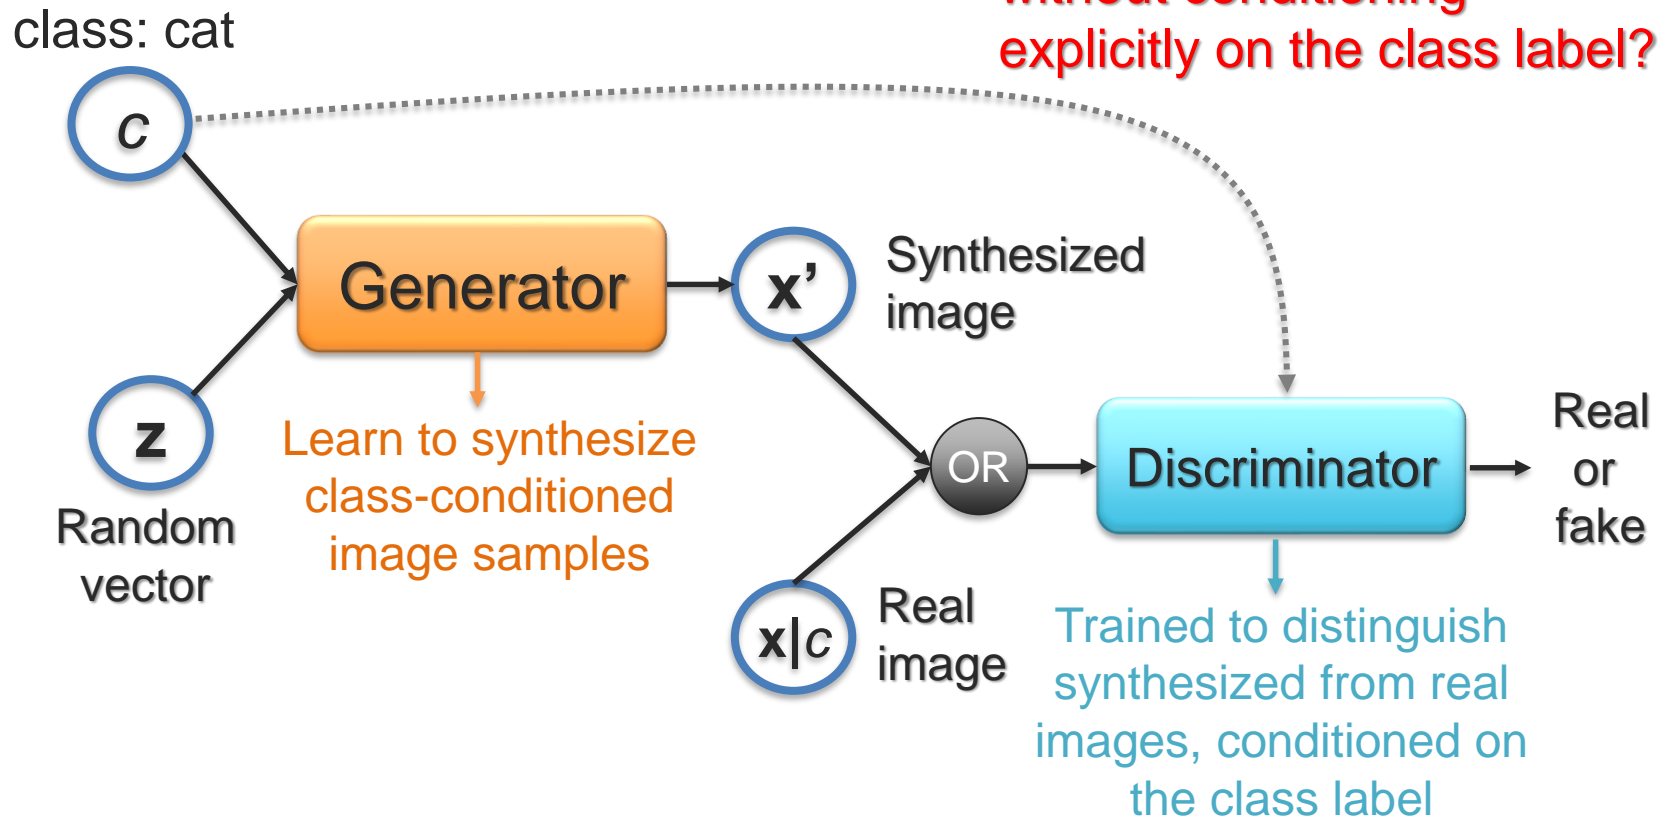 without conditioning
explicitly on the class label?
class: cat
c
Generator
x’
Synthesized
image
z
Random
vector
Learn to synthesize
class-conditioned
image samples
OR
Discriminator
Real
or
fake
x|c
Real
image
Trained to distinguish
synthesized from real
images, conditioned on
the class label